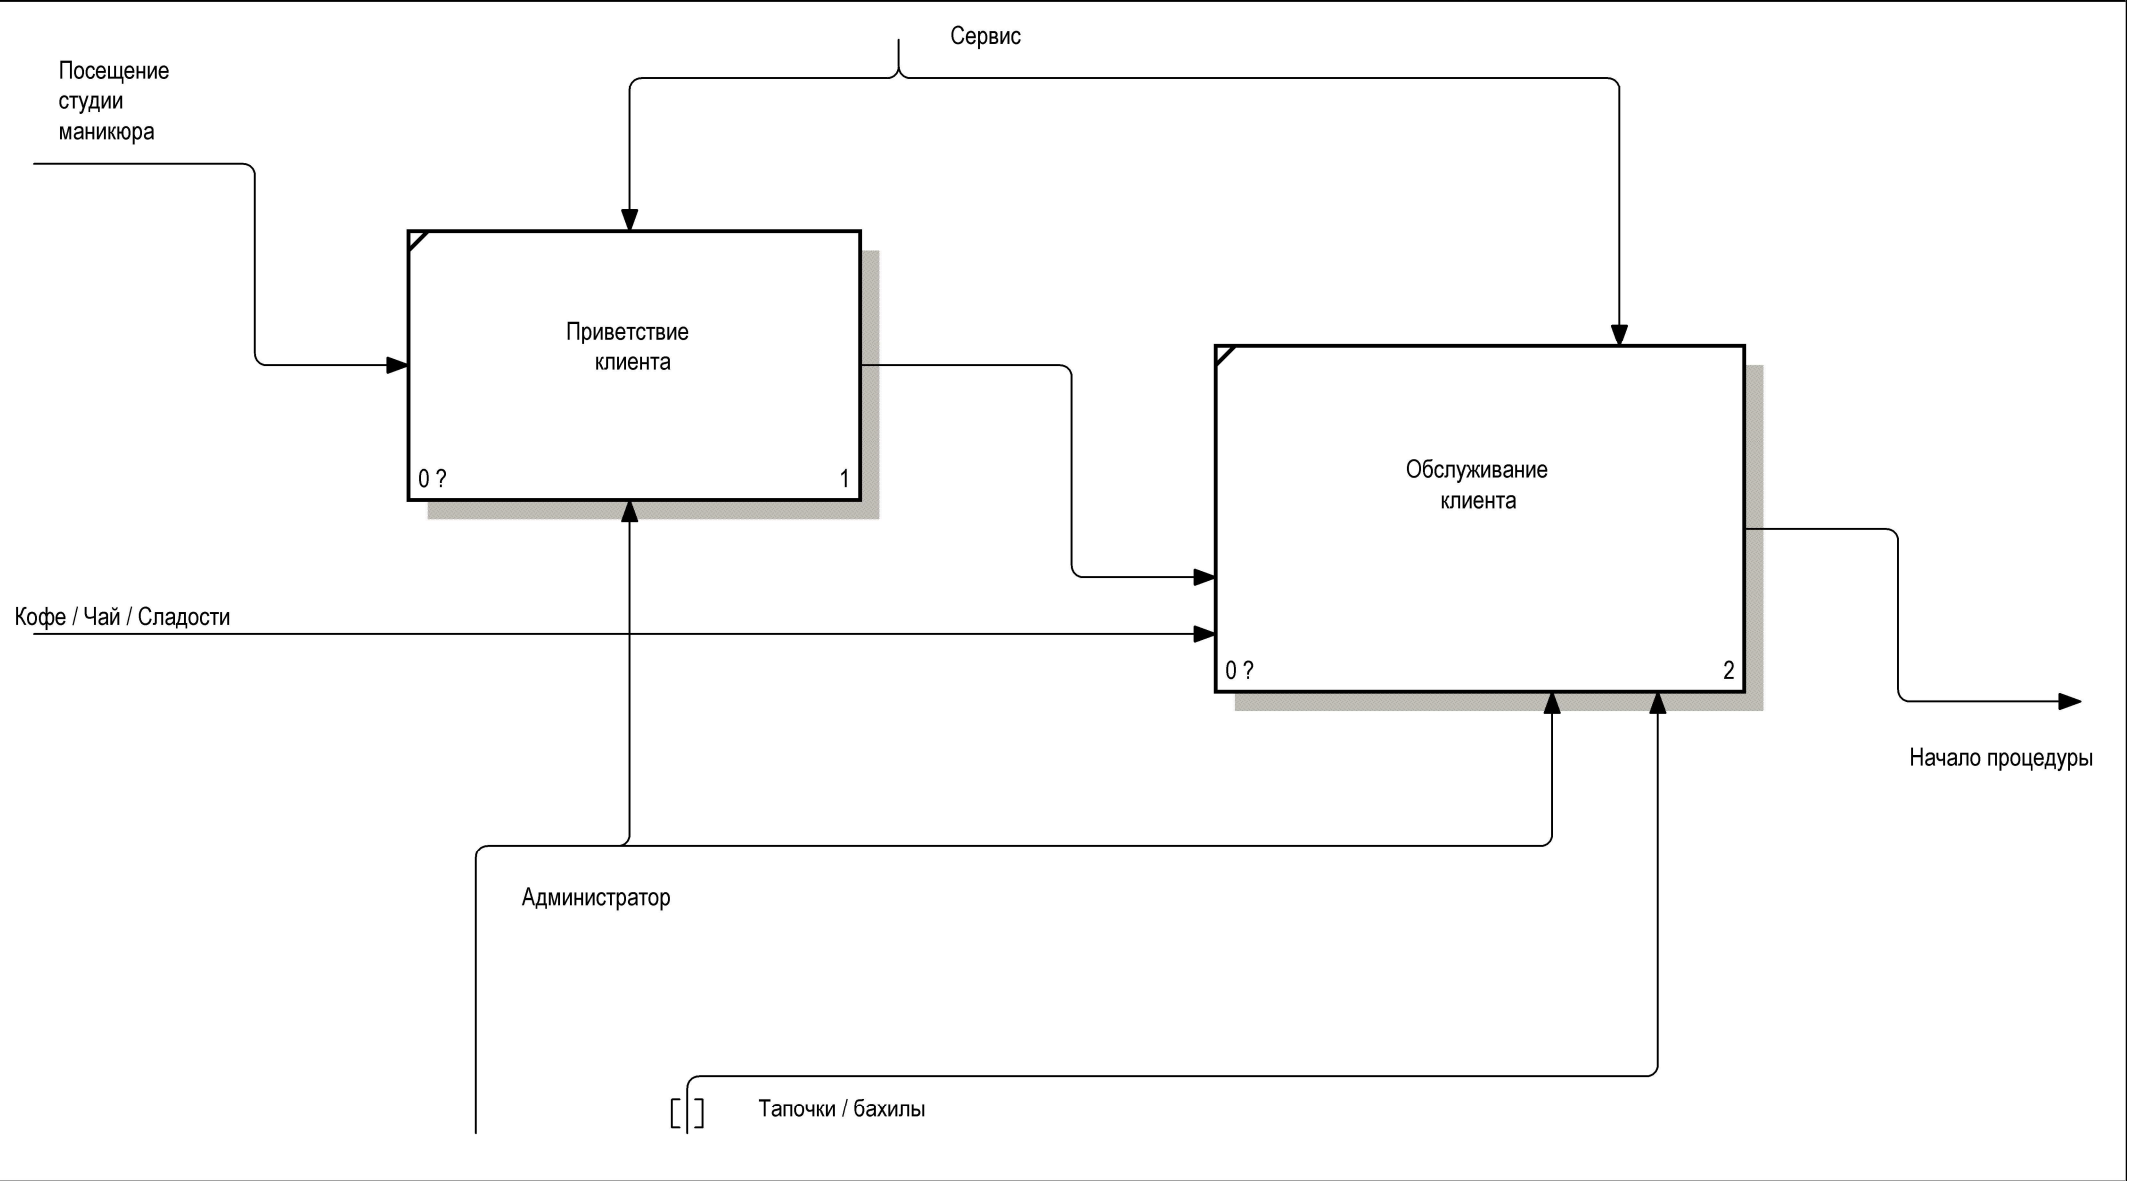 Сервис
Посещение
студии
маникюра
Приветствие
клиента
0 ?
1
Обслуживание
клиента
0 ?
2
Кофе / Чай / Сладости
Начало процедуры
Администратор
Тапочки / бахилы